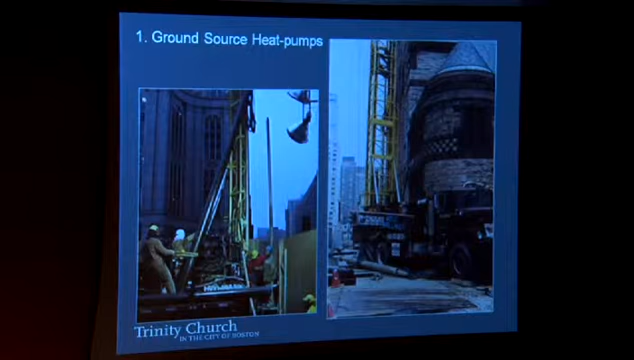 1. Ground Source Heat-pumps
Trinity Church
IN THE CITY OF BOSTON